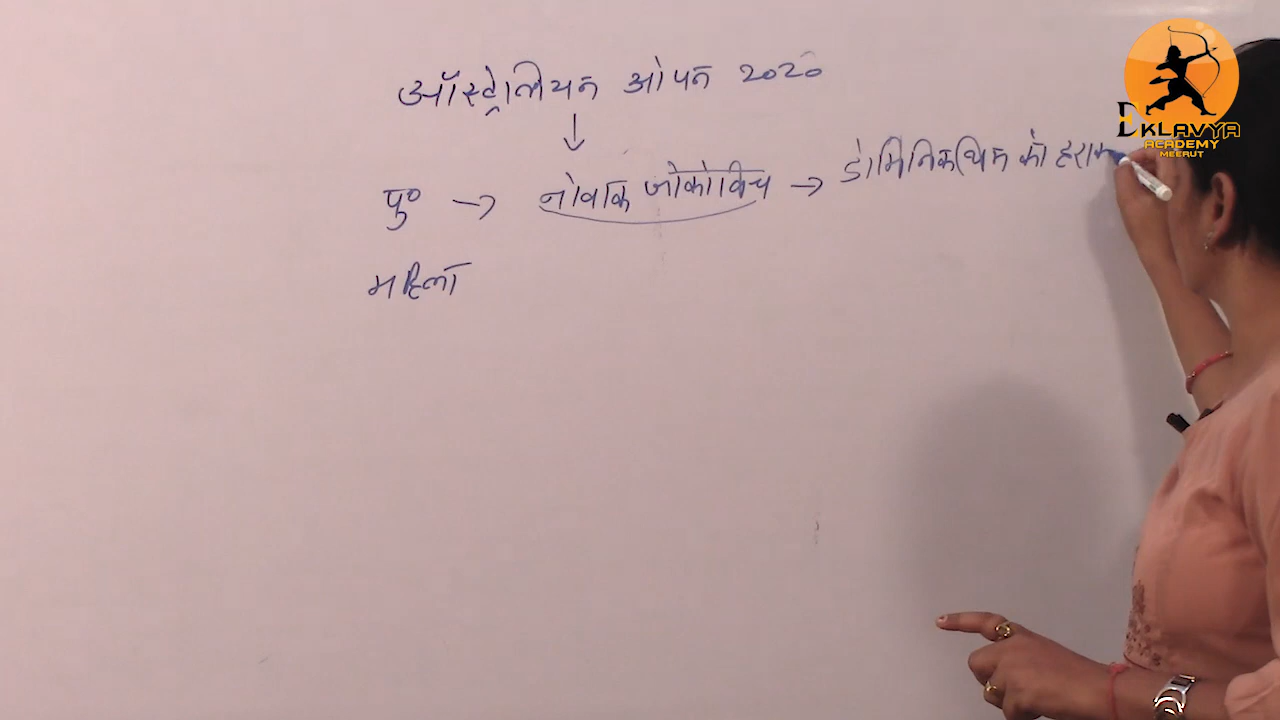 ऑस्ट्रेलियन ओपन 2020
पु० → नोवाक जोकोविच → डोमिनिकथिम को हराया
महिला
EKLAVYA
ACADEMY
MEERUT